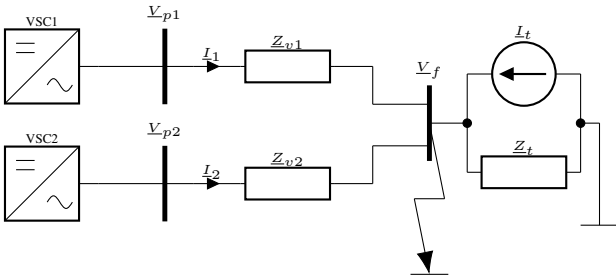 VSC1
V_p1
I_1
Z_v1
V_f
I_t
VSC2
V_p2
I_2
Z_v2
Z_t